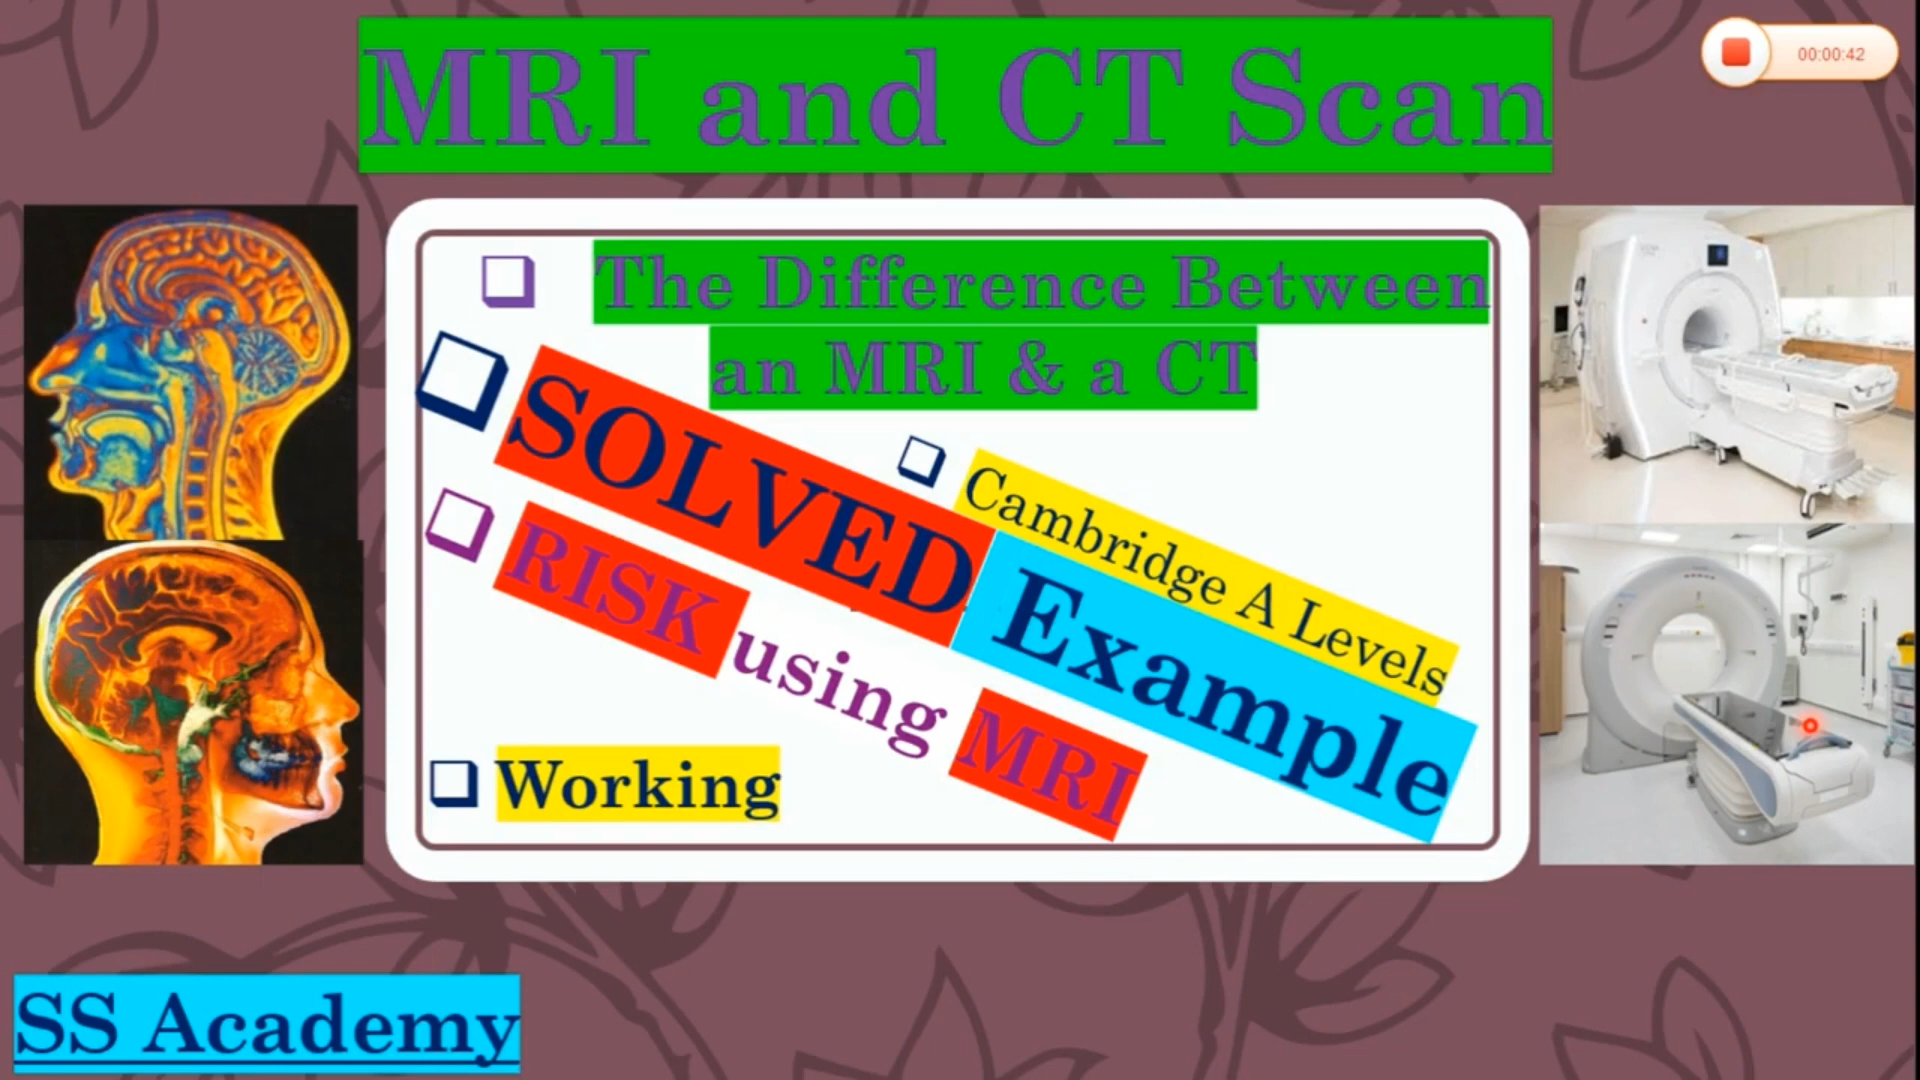 MRI and CT Scan
00:00:42
The Difference Between
an MRI & a CT
SOLVED Example
Cambridge A Levels
RISK using MRI
Working
SS Academy